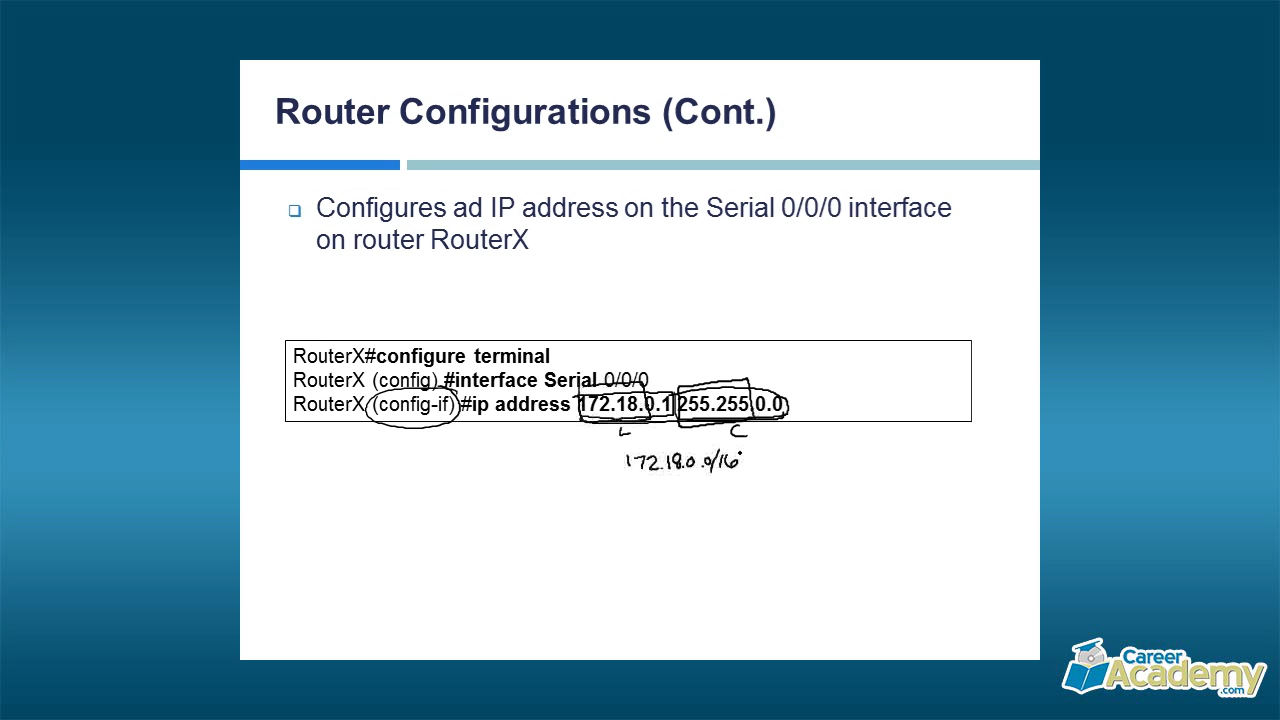 Router Configurations (Cont.)
Configures ad IP address on the Serial 0/0/0 interface
on router RouterX
RouterX#configure terminal
RouterX (config) #interface Serial 0/0/0
RouterX (config-if) #ip address 172.18.0.1 255.255.0.0
L C
172.18.0.0/16
Career
Academy
.com